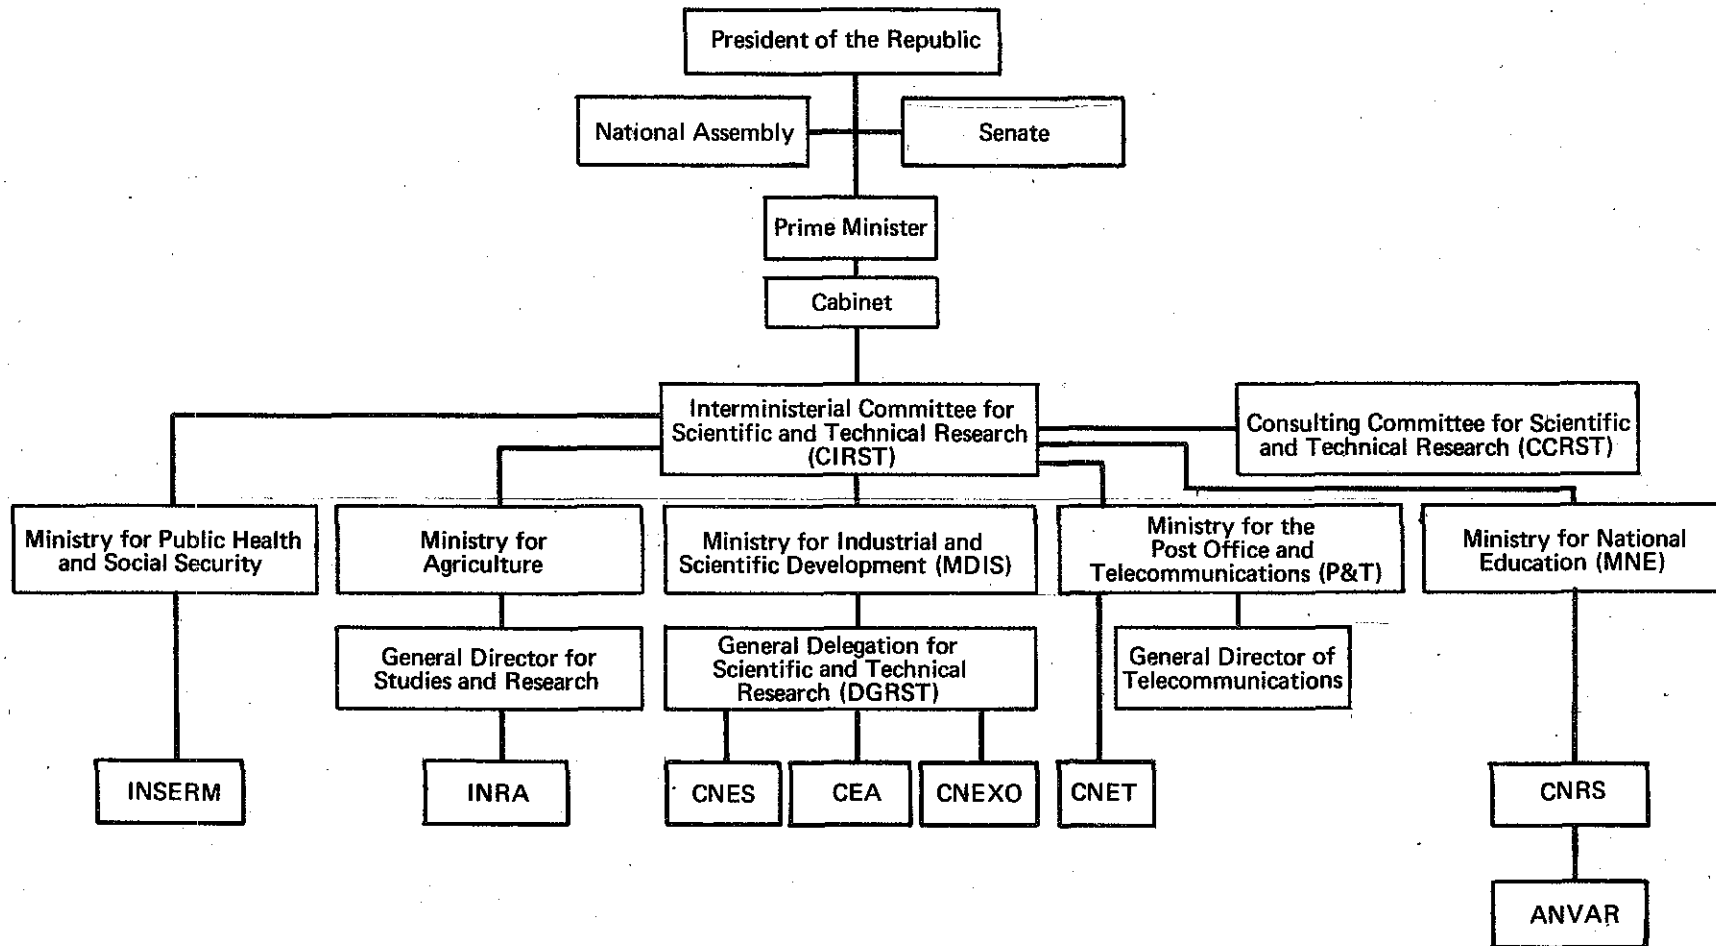 President of the Republic
National Assembly
Senate
Prime Minister
Cabinet
Interministerial Committee for
Scientific and Technical Research
(CIRST)
Consulting Committee for Scientific
and Technical Research (CCRST)
Ministry for Public Health
and Social Security
Ministry for
Agriculture
Ministry for Industrial and
Scientific Development (MDIS)
Ministry for the
Post Office and
Telecommunications (P&T)
Ministry for National
Education (MNE)
General Director for
Studies and Research
General Delegation for
Scientific and Technical
Research (DGRST)
General Director of
Telecommunications
INSERM
INRA
CNES
CEA
CNEXO
CNET
CNRS
ANVAR